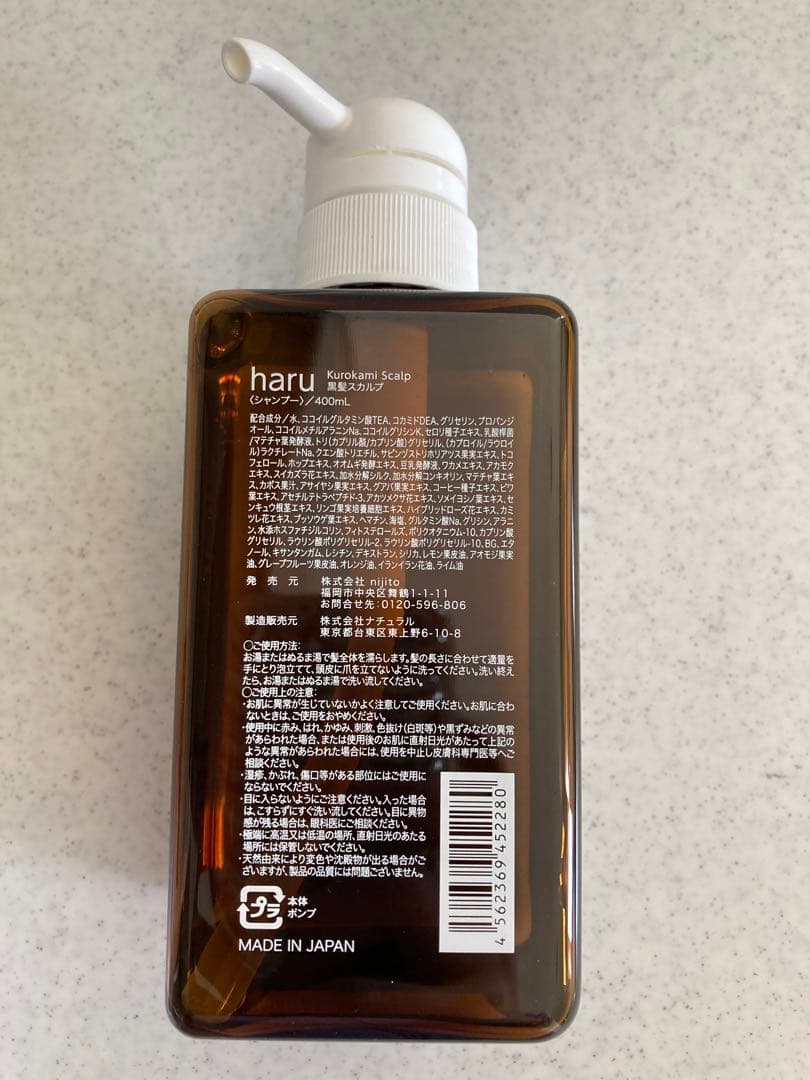 haru Kurokami Scalp
黒髪スカルプ
〈シャンプー〉／400mL
配合成分／水、ココイルグルタミン酸TEA、コカミドDEA、グリセリン、プロパンジ
オール、ココイルメチルアラニンNa、ココイルグリシンK、セロリ種子エキス、乳酸桿菌
/マテチャ葉発酵液、トリ(カプリル酸/カプリン酸)グリセリル、(カプロイル/ラウロイ
ル)ラクチレートNa、クエン酸トリエチル、サピンヅストリホリアツス果実エキス、トコ
フェロール、ホップエキス、オオムギ発酵エキス、豆乳発酵液、ワカメエキス、アカモク
エキス、スイカズラ花エキス、加水分解シルク、加水分解コンキオリン、マテチャ葉エキ
ス、カボス果汁、アサイヤシ果実エキス、グアバ果実エキス、コーヒー種子エキス、ビワ
葉エキス、アセチルテトラペプチド-3、アカツメクサ花エキス、ソメイヨシノ葉エキス、セ
ンキュウ根茎エキス、リンゴ果実培養細胞エキス、ハイブリッドローズ花エキス、カミ
ツレ花エキス、ブッソウゲ葉エキス、ヘマチン、海塩、グルタミン酸Na、グリシン、アラニ
ン、水添ホスファチジルコリン、フィトステロールズ、ポリクオタニウム-10、カプリン酸
グリセリル、ラウリン酸ポリグリセリル-2、ラウリン酸ポリグリセリル-10、BG、エタ
ノール、キサンタンガム、レシチン、デキストラン、シリカ、レモン果皮油、アオモジ果実
油、グレープフルーツ果皮油、オレンジ油、イランイラン花油、ライム油
発売元 株式会社 nijito
福岡市中央区舞鶴1-1-11
お問合せ先：0120-596-806
製造販売元 株式会社ナチュラル
東京都台東区東上野6-10-8
〇ご使用方法：
お湯またはぬるま湯で髪全体を濡らします。髪の長さに合わせて適量を
手にとり泡立てて、頭皮に爪を立てないように洗ってください。洗い終え
たら、お湯またはぬるま湯で洗い流してください。
〇ご使用上の注意：
・お肌に異常が生じていないかよく注意してご使用ください。お肌に合わ
ないときは、ご使用をおやめください。
・使用中に赤み、はれ、かゆみ、刺激、色抜け(白斑等)や黒ずみなどの異常
があらわれた場合、または使用後のお肌に直射日光があたって上記の
ような異常があらわれた場合には、使用を中止し皮膚科専門医等へご
相談ください。
・湿疹、かぶれ、傷口等がある部位にはご使用に
ならないでください。
・目に入らないようにご注意ください。入った場合
は、こすらずにすぐ洗い流してください。目に異物
感が残る場合は、眼科医にご相談ください。
・極端に高温又は低温の場所、直射日光のあたる
場所には保管しないでください。
・天然由来により変色や沈殿物が出る場合がご
ざいますが、製品の品質には問題ございません。
プラ 本体
ポンプ
MADE IN JAPAN
4 562369 452280